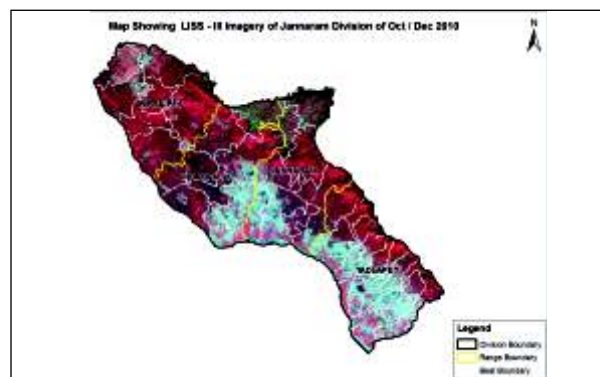 Map Showing LISS - III Imagery of Jannaram Division of Oct / Dec 2010
N
TADLAPET
Legend
Division Boundary
Range Boundary
Beat Boundary